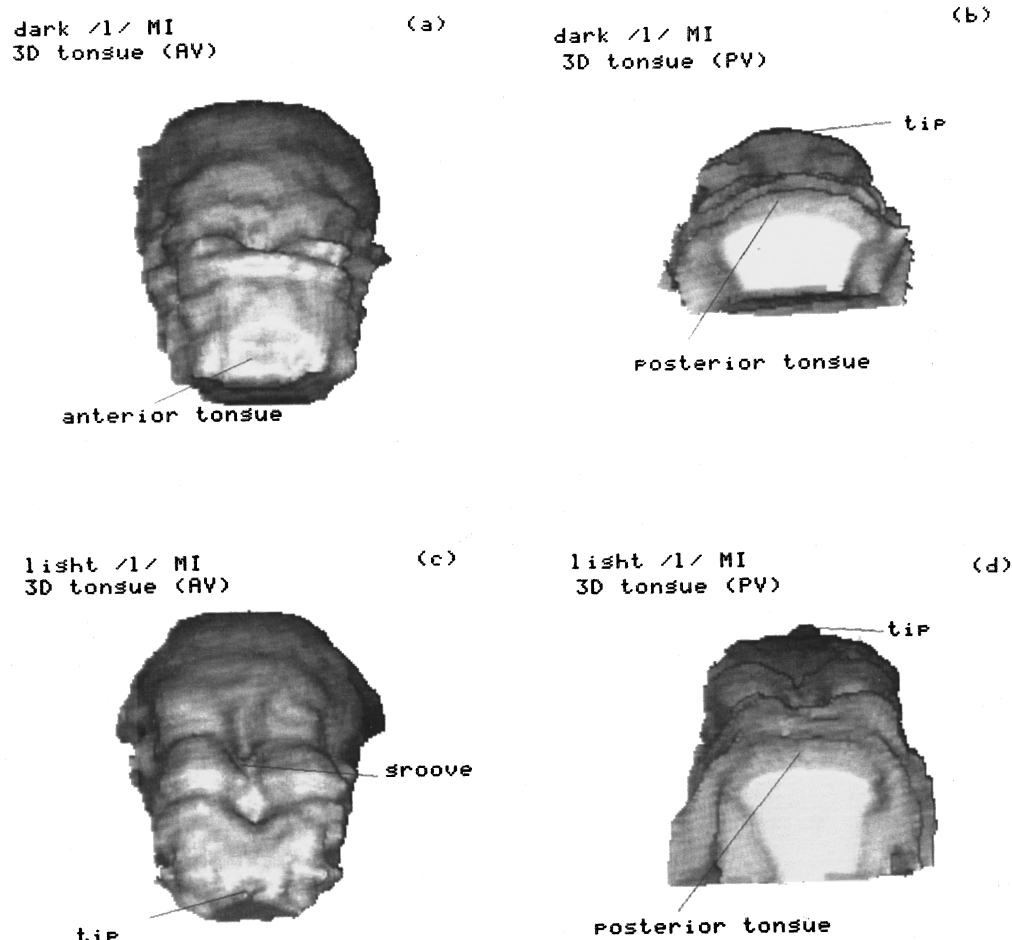 dark /l/ MI
3D tongue (AV)
(a)
anterior tongue
dark /l/ MI
3D tongue (PV)
(b)
tip
posterior tongue
light /l/ MI
3D tongue (AV)
(c)
groove
tip
light /l/ MI
3D tongue (PV)
(d)
tip
posterior tongue